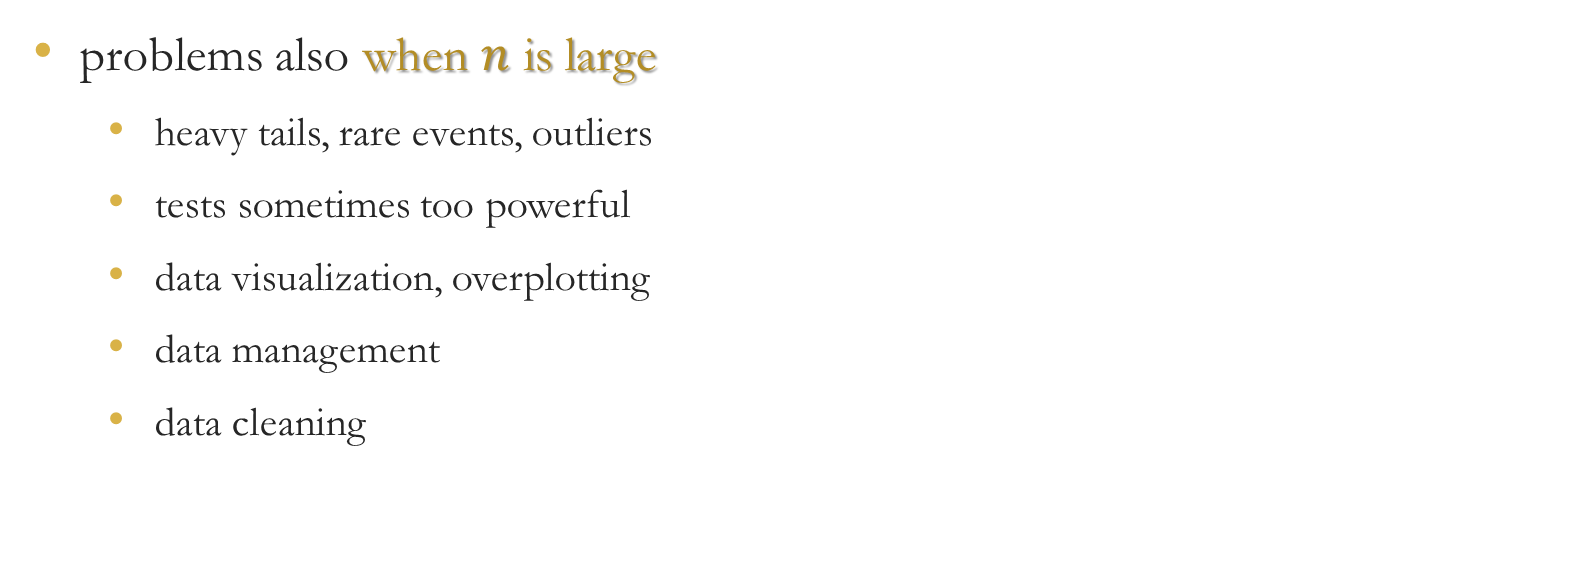 • problems also when n is large
• heavy tails, rare events, outliers
• tests sometimes too powerful
• data visualization, overplotting
• data management
• data cleaning